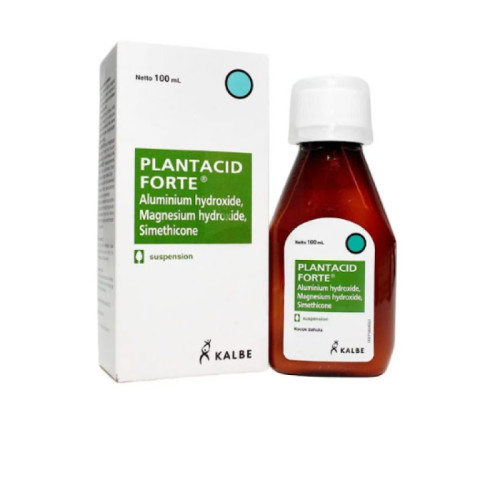 Netto 100 mL
PLANTACID
FORTE®
Aluminium hydroxide,
Magnesium hydroxide,
Simethicone
suspension
KALBE
Netto 100 mL
PLANTACID
FORTE®
Aluminium hydroxide,
Magnesium hydroxide,
Simethicone
suspension
Kocok dahulu
KALBE